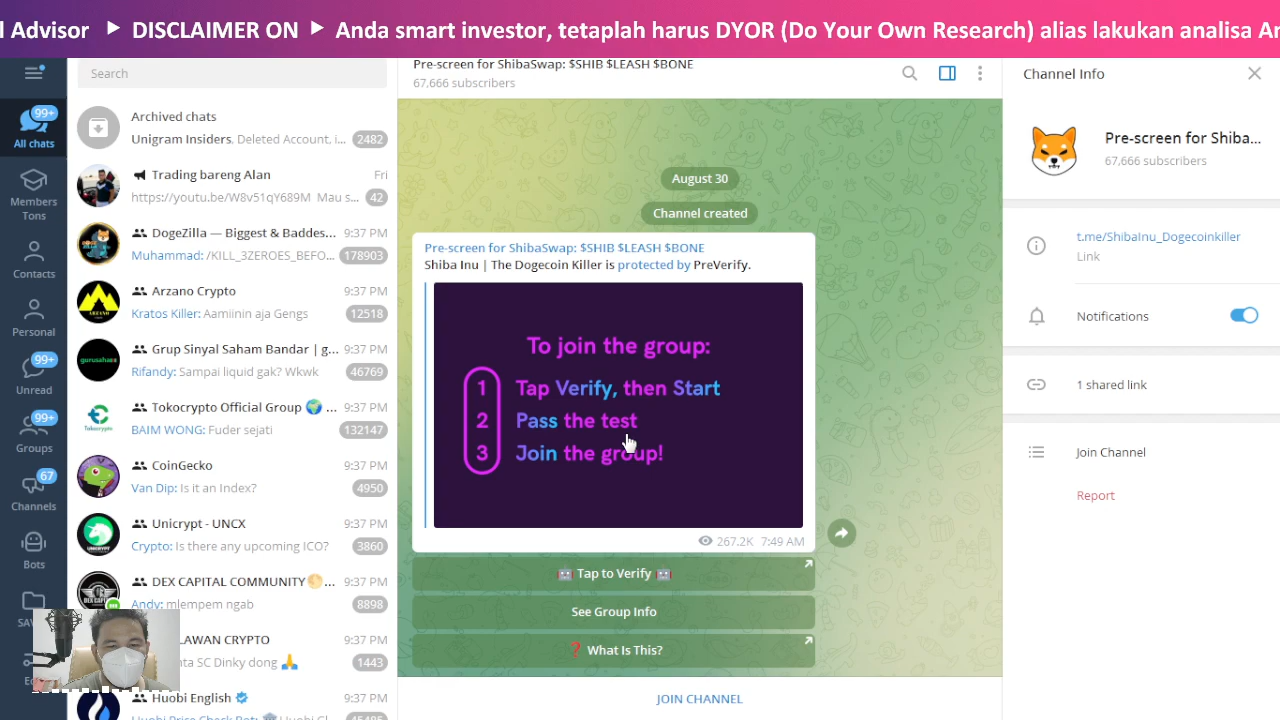 l Advisor ▶ DISCLAIMER ON ▶ Anda smart investor, tetaplah harus DYOR (Do Your Own Research) alias lakukan analisa A
99+
All chats
Members
Tons
Contacts
Personal
99+
Unread
99+
Groups
67
Channels
Bots
Search
Archived chats
Unigram Insiders, Deleted Account, i... 2482
Trading bareng Alan Fri
https://youtu.be/W8v51qY689M Mau s... 42
DogeZilla — Biggest & Baddes... 9:37 PM
Muhammad: /KILL_3ZEROES_BEFO... 178903
Arzano Crypto 9:37 PM
Kratos Killer: Aamiinin aja Gengs 12518
Grup Sinyal Saham Bandar | g... 9:37 PM
gurusaham
Rifandy: Sampai liquid gak? Wkwk 46769
Tokocrypto Official Group 🌍 ... 9:37 PM
Tokocrypto
BAIM WONG: Fuder sejati 132147
CoinGecko 9:37 PM
Van Dip: Is it an Index? 4950
Unicrypt - UNCX 9:37 PM
Crypto: Is there any upcoming ICO? 3860
DEX CAPITAL COMMUNITY🌕... 9:37 PM
Andy: mlempem ngab 8898
LAWAN CRYPTO 9:37 PM
nta SC Dinky dong 🙏 1443
Huobi English 9:37 PM
Pre-screen for ShibaSwap: $SHIB $LEASH $BONE
67,666 subscribers
August 30
Channel created
Pre-screen for ShibaSwap: $SHIB $LEASH $BONE
Shiba Inu | The Dogecoin Killer is protected by PreVerify.
To join the group:
1 Tap Verify, then Start
2 Pass the test
3 Join the group!
267.2K 7:49 AM
🤖 Tap to Verify 🤖
See Group Info
❓ What Is This?
JOIN CHANNEL
Channel Info
Pre-screen for Shiba...
67,666 subscribers
t.me/ShibaInu_Dogecoinkiller
Link
Notifications
1 shared link
Join Channel
Report